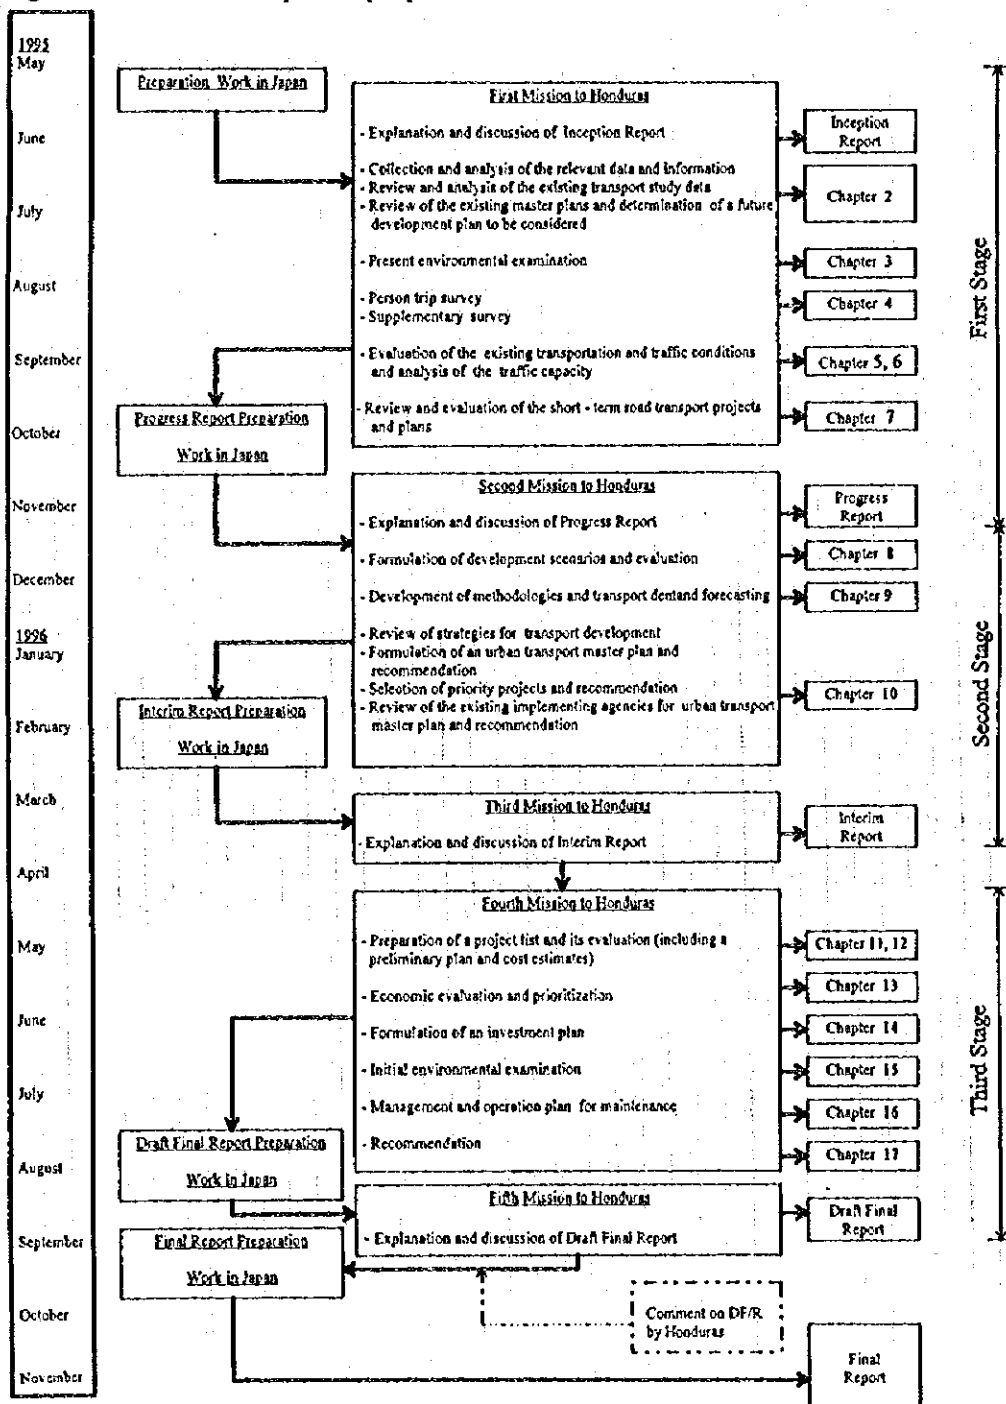 1995
May
June
July
August
September
October
November
December
1996
January
February
March
April
May
June
July
August
September
October
November
Preparation Work in Japan
First Mission to Honduras
- Explanation and discussion of Inception Report
- Collection and analysis of the relevant data and information
- Review and analysis of the existing transport study data
- Review of the existing master plans and determination of a future
development plan to be considered
- Present environmental examination
- Person trip survey
- Supplementary survey
- Evaluation of the existing transportation and traffic conditions
and analysis of the traffic capacity
- Review and evaluation of the short - term road transport projects
and plans
Inception
Report
Chapter 2
Chapter 3
Chapter 4
Chapter 5, 6
Chapter 7
First Stage
Progress Report Preparation
Work in Japan
Second Mission to Honduras
- Explanation and discussion of Progress Report
- Formulation of development scenarios and evaluation
- Development of methodologies and transport demand forecasting
- Review of strategies for transport development
- Formulation of an urban transport master plan and
recommendation
- Selection of priority projects and recommendation
- Review of the existing implementing agencies for urban transport
master plan and recommendation
Progress
Report
Chapter 8
Chapter 9
Chapter 10
Second Stage
Interim Report Preparation
Work in Japan
Third Mission to Honduras
- Explanation and discussion of Interim Report
Interim
Report
Fourth Mission to Honduras
- Preparation of a project list and its evaluation (including a
preliminary plan and cost estimates)
- Economic evaluation and prioritization
- Formulation of an investment plan
- Initial environmental examination
- Management and operation plan for maintenance
- Recommendation
Chapter 11, 12
Chapter 13
Chapter 14
Chapter 15
Chapter 16
Chapter 17
Third Stage
Draft Final Report Preparation
Work in Japan
Fifth Mission to Honduras
- Explanation and discussion of Draft Final Report
Draft Final
Report
Final Report Preparation
Work in Japan
Comment on DF/R
by Honduras
Final
Report